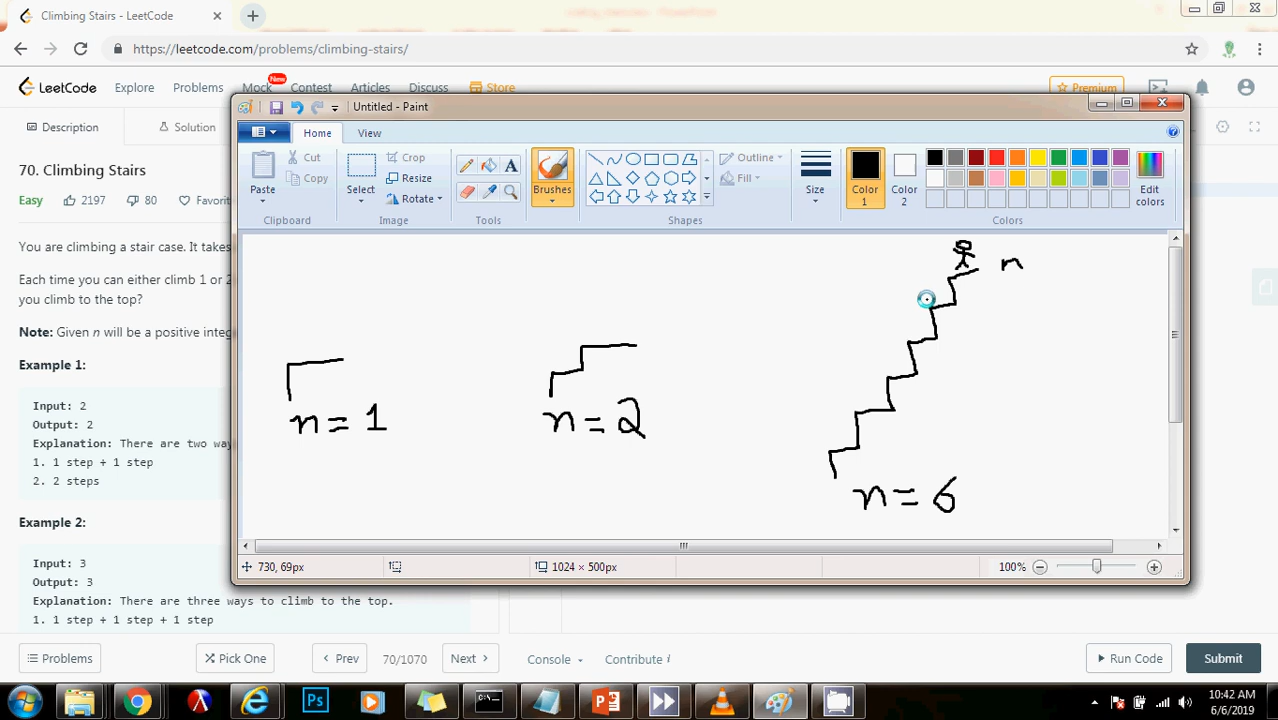 Climbing Stairs - LeetCode
https://leetcode.com/problems/climbing-stairs/
LeetCode Explore Problems Mock New Contest Articles Discuss Store Premium
Description Solution
70. Climbing Stairs
Easy 2197 80 Favori
You are climbing a stair case. It takes
Each time you can either climb 1 or 2
you climb to the top?
Note: Given n will be a positive integ
Example 1:
Input: 2
Output: 2
Explanation: There are two way
1. 1 step + 1 step
2. 2 steps
Example 2:
Input: 3
Output: 3
Explanation: There are three ways to climb to the top.
1. 1 step + 1 step + 1 step
Untitled - Paint
Home View
Paste Cut Copy Clipboard
Select Crop Resize Rotate Image
A Tools
Brushes
Outline Fill Shapes
Size
Color 1 Color 2 Edit colors Colors
n
n = 1
n = 2
n = 6
730, 69px 1024 × 500px 100%
Problems Pick One Prev 70/1070 Next Console Contribute i Run Code Submit
Ps
10:42 AM
6/6/2019